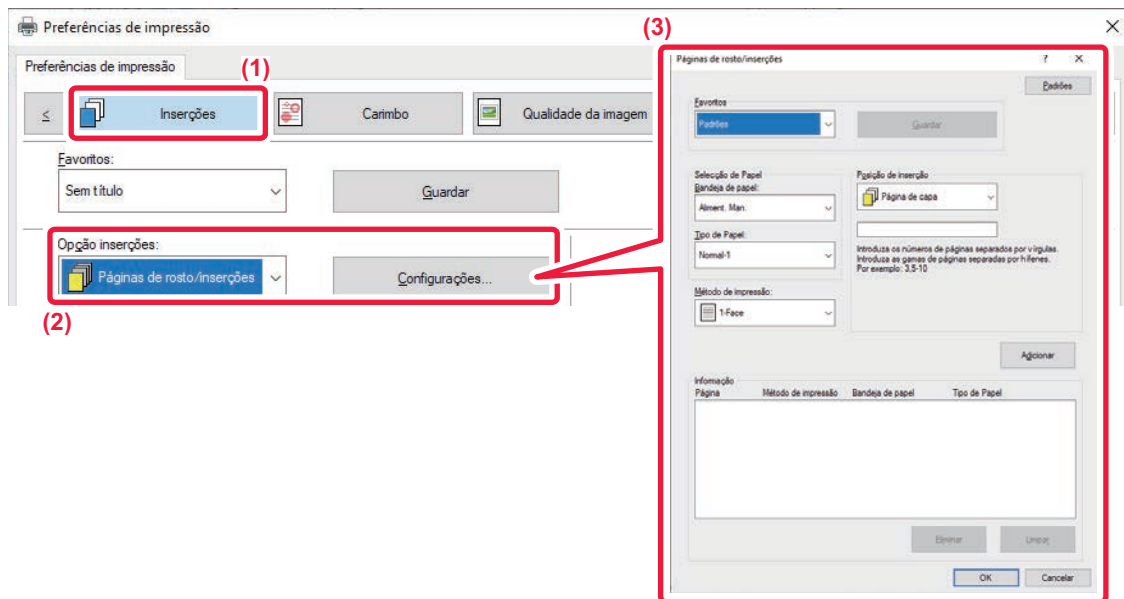 Preferências de impressão
Preferências de impressão
(1)
< Inserções Carimbo Qualidade da imagem
Favoritos:
Sem título Guardar
Opção inserções:
Páginas de rosto/inserções Configurações...
(2)
(3)
Páginas de rosto/inserções ? X
Padrões
Favoritos
Padrões Guardar
Selecção de Papel
Bandeja de papel:
Aliment. Man.
Tipo de Papel:
Normal-1
Método de impressão:
1-Face
Posição de inserção
Página de capa
Introduza os números de páginas separados por vírgulas.
Introduza as gamas de páginas separadas por hífenes.
Por exemplo: 3,5-10
Adicionar
Informação
Página Método de impressão Bandeja de papel Tipo de Papel
Eliminar Limpar
OK Cancelar